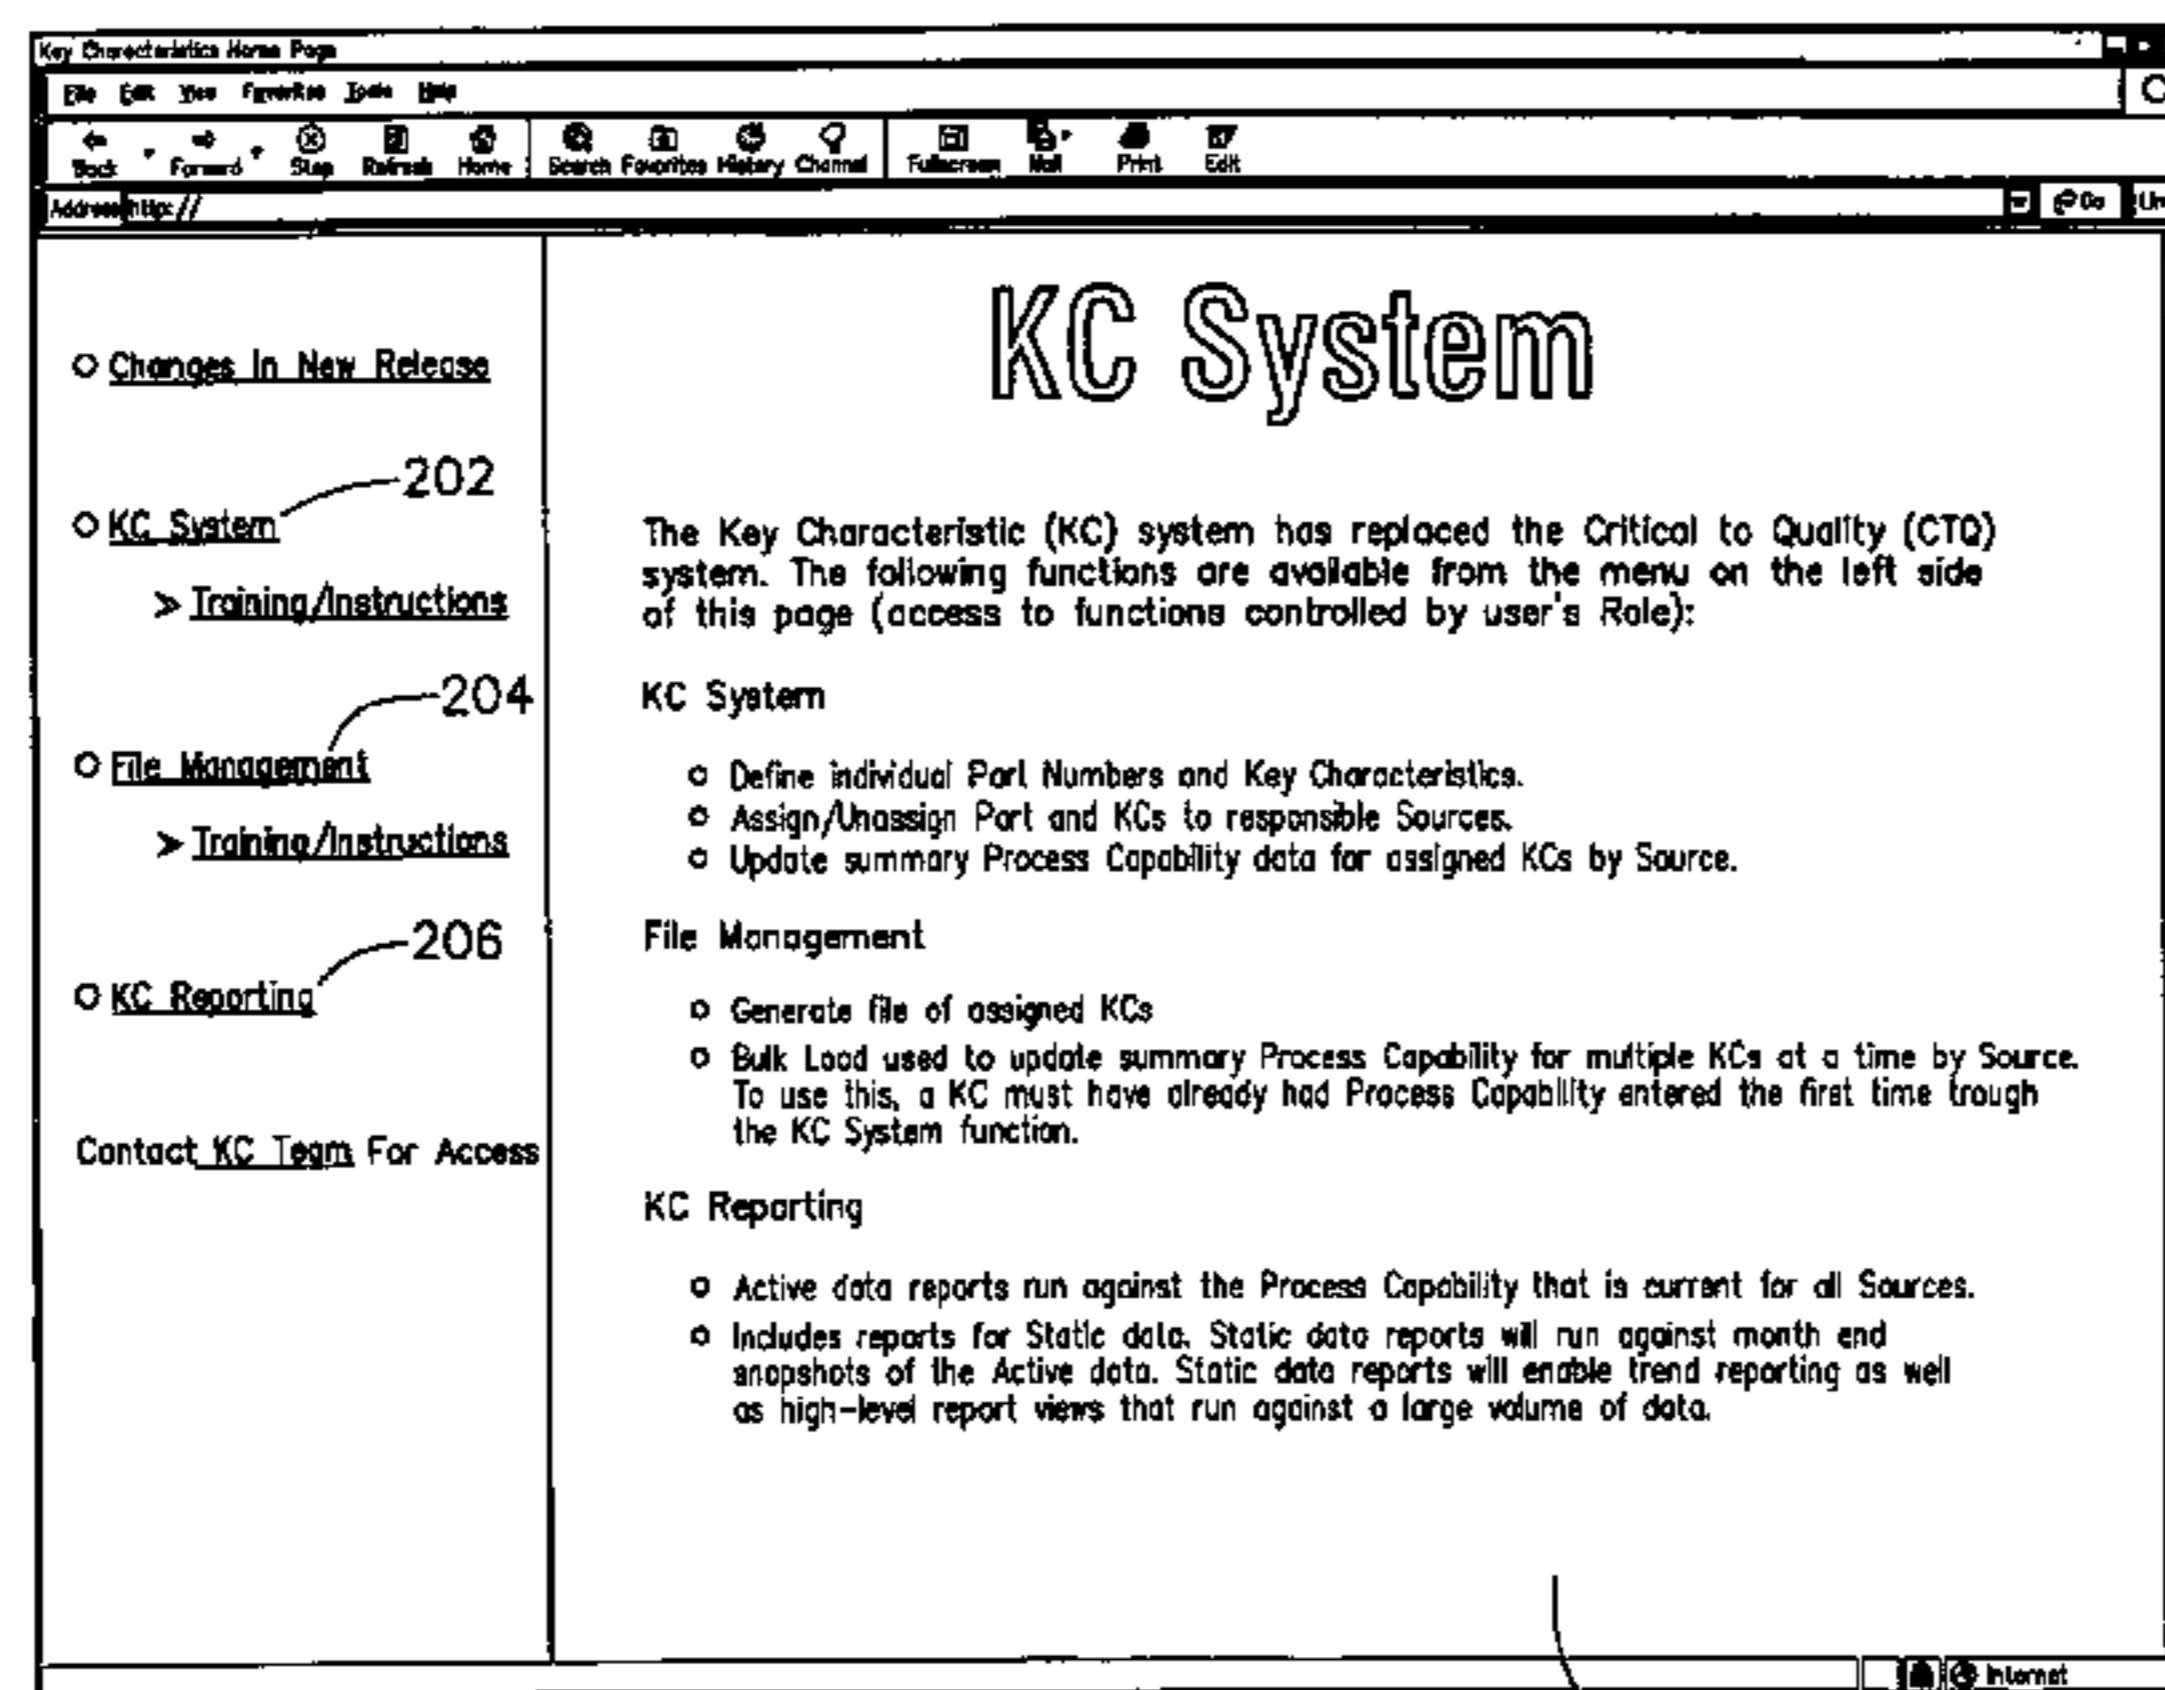 Key Characteristics Home Page
File Edit View Favorites Tools Help
Back Forward Stop Refresh Home Search Favorites History Channel Fullscreen Mail Print Edit
Address http://
Go
KC System
Changes In New Release
202
KC System
> Training/Instructions
204
File Management
> Training/Instructions
206
KC Reporting
Contact KC Team For Access
The Key Characteristic (KC) system has replaced the Critical to Quality (CTQ)
system. The following functions are available from the menu on the left side
of this page (access to functions controlled by user's Role):
KC System
Define individual Part Numbers and Key Characteristics.
Assign/Unassign Part and KCs to responsible Sources.
Update summary Process Capability data for assigned KCs by Source.
File Management
Generate file of assigned KCs
Bulk Load used to update summary Process Capability for multiple KCs at a time by Source.
To use this, a KC must have already had Process Capability entered the first time trough
the KC System function.
KC Reporting
Active data reports run against the Process Capability that is current for all Sources.
Includes reports for Static data. Static data reports will run against month end
snapshots of the Active data. Static data reports will enable trend reporting as well
as high-level report views that run against a large volume of data.
Internet